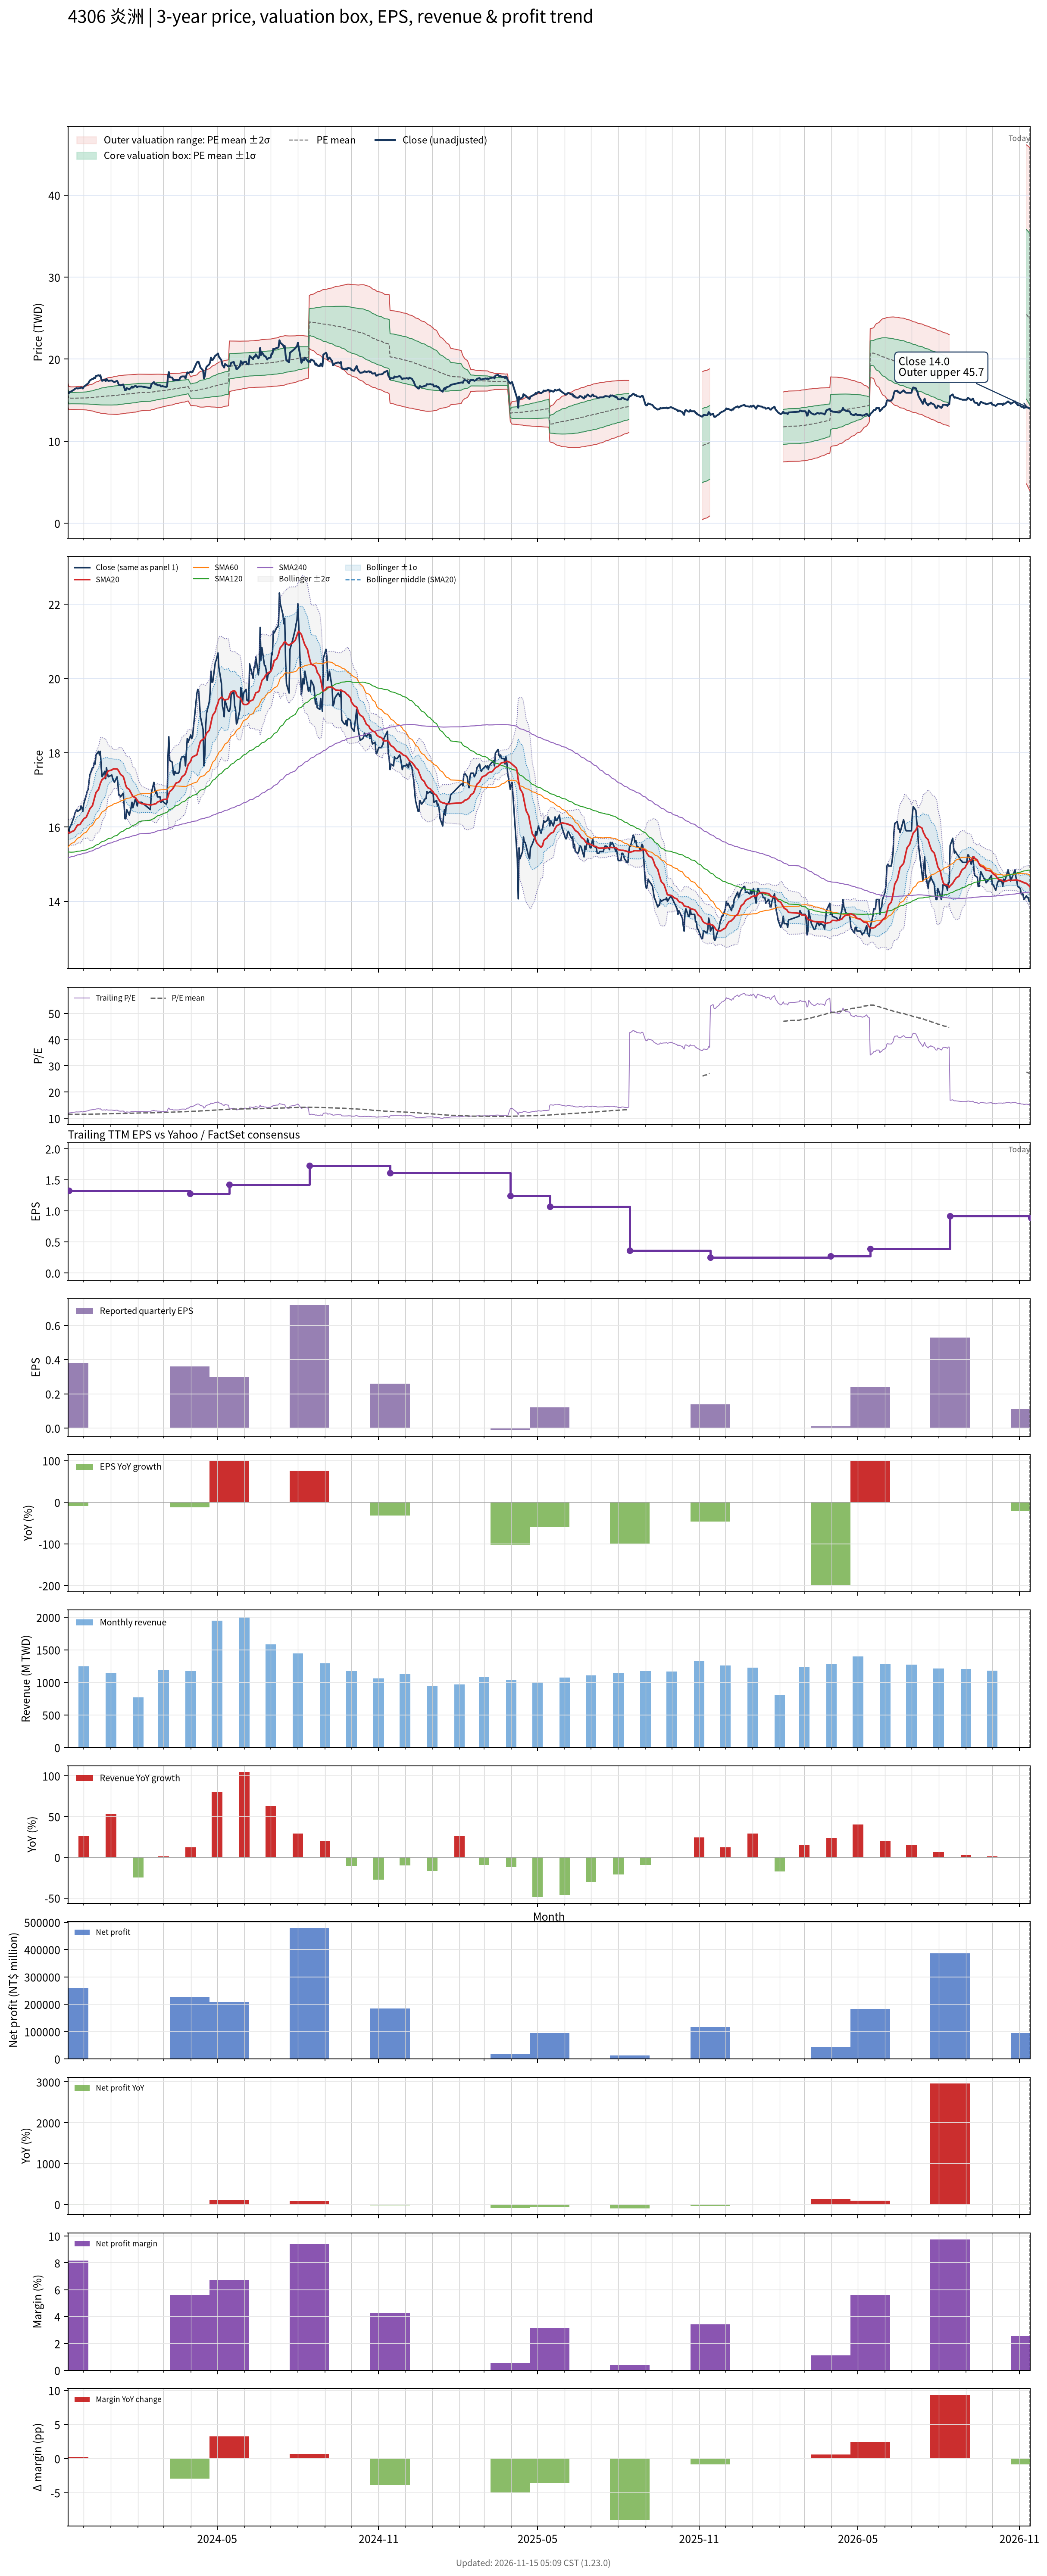 4306 炎洲 | 3-year price, valuation box, EPS, revenue & profit trend
Outer valuation range: PE mean ±2σ
PE mean
Close (unadjusted)
Core valuation box: PE mean ±1σ
Today
Close 14.0
Outer upper 45.7
Price (TWD)
40
30
20
10
0
Close (same as panel 1)
SMA60
SMA240
Bollinger ±1σ
SMA20
SMA120
Bollinger ±2σ
Bollinger middle (SMA20)
Price
22
20
18
16
14
Trailing P/E
P/E mean
P/E
50
40
30
20
10
Trailing TTM EPS vs Yahoo / FactSet consensus
Today
EPS
2.0
1.5
1.0
0.5
0.0
Reported quarterly EPS
EPS
0.6
0.4
0.2
0.0
EPS YoY growth
YoY (%)
100
0
-100
-200
Monthly revenue
Revenue (M TWD)
2000
1500
1000
500
0
Revenue YoY growth
YoY (%)
100
50
0
-50
Month
Net profit
Net profit (NT$ million)
500000
400000
300000
200000
100000
0
Net profit YoY
YoY (%)
3000
2000
1000
0
Net profit margin
Margin (%)
10
8
6
4
2
0
Margin YoY change
Δ margin (pp)
10
5
0
-5
2024-05
2024-11
2025-05
2025-11
2026-05
2026-11
Updated: 2026-11-15 05:09 CST (1.23.0)